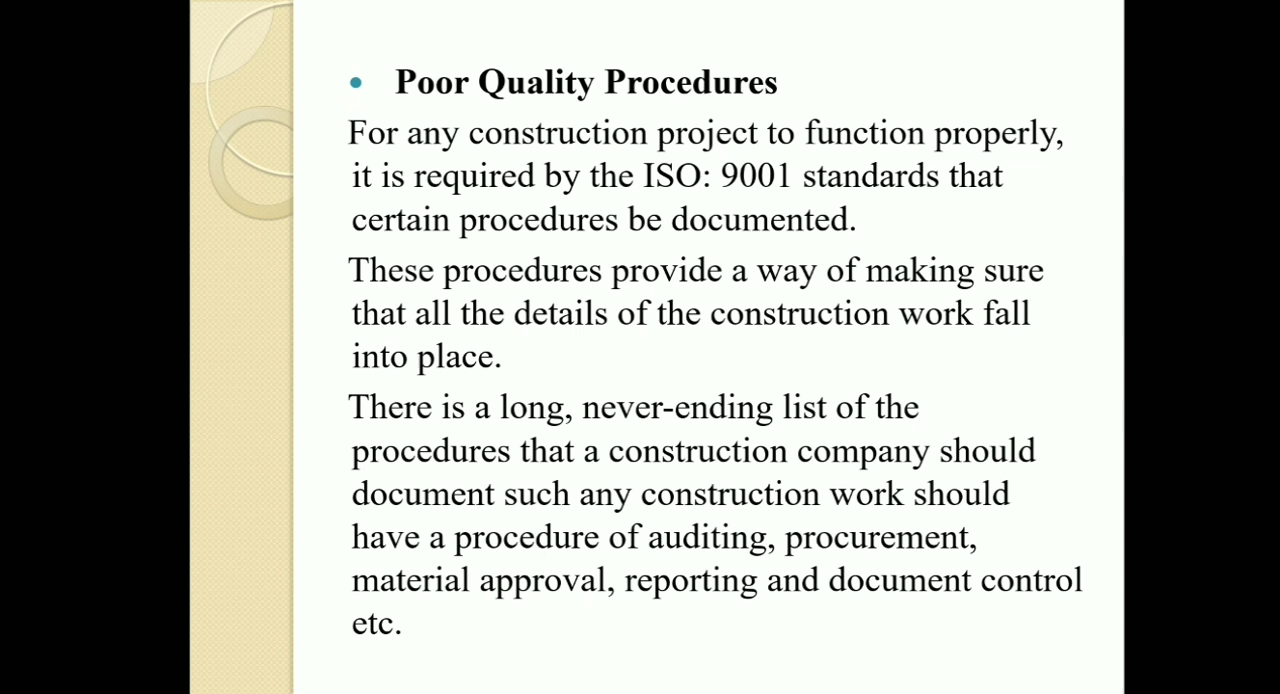 • Poor Quality Procedures
For any construction project to function properly,
it is required by the ISO: 9001 standards that
certain procedures be documented.
These procedures provide a way of making sure
that all the details of the construction work fall
into place.
There is a long, never-ending list of the
procedures that a construction company should
document such any construction work should
have a procedure of auditing, procurement,
material approval, reporting and document control
etc.